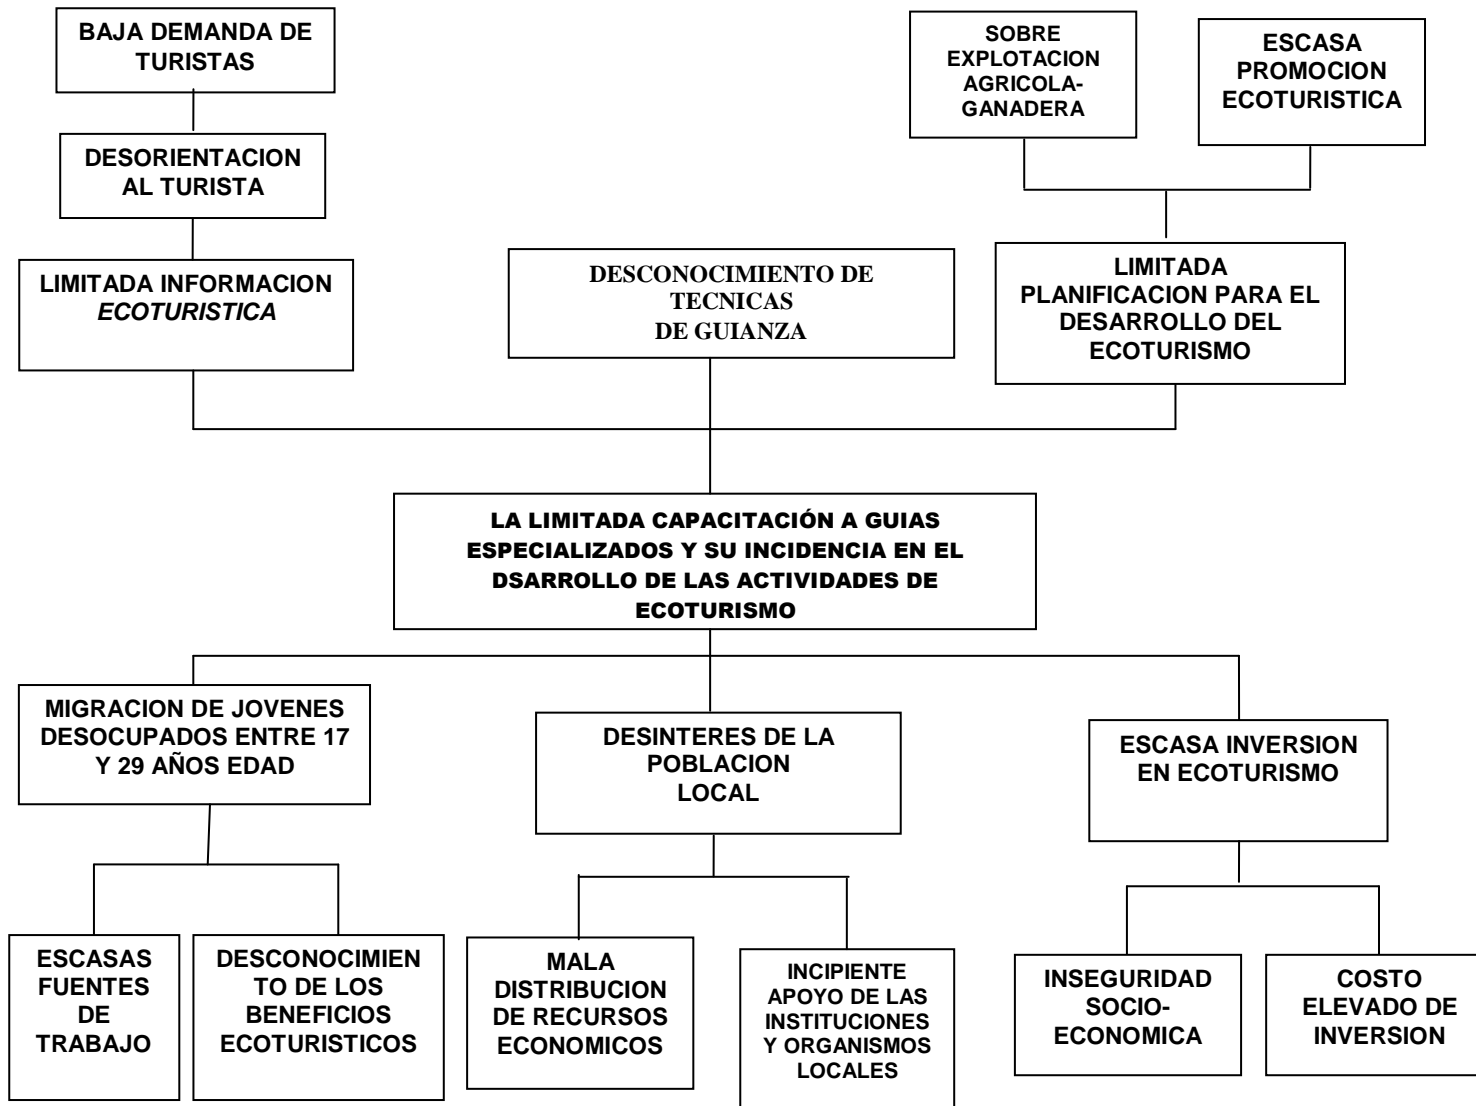 BAJA DEMANDA DE
TURISTAS
SOBRE
EXPLOTACION
AGRICOLA-
GANADERA
ESCASA
PROMOCION
ECOTURISTICA
DESORIENTACION
AL TURISTA
LIMITADA INFORMACION
ECOTURISTICA
DESCONOCIMIENTO DE
TECNICAS
DE GUIANZA
LIMITADA
PLANIFICACION PARA EL
DESARROLLO DEL
ECOTURISMO
LA LIMITADA CAPACITACIÓN A GUIAS
ESPECIALIZADOS Y SU INCIDENCIA EN EL
DSARROLLO DE LAS ACTIVIDADES DE
ECOTURISMO
MIGRACION DE JOVENES
DESOCUPADOS ENTRE 17
Y 29 AÑOS EDAD
DESINTERES DE LA
POBLACION
LOCAL
ESCASA INVERSION
EN ECOTURISMO
ESCASAS
FUENTES
DE
TRABAJO
DESCONOCIMIEN
TO DE LOS
BENEFICIOS
ECOTURISTICOS
MALA
DISTRIBUCION
DE RECURSOS
ECONOMICOS
INCIPIENTE
APOYO DE LAS
INSTITUCIONES
Y ORGANISMOS
LOCALES
INSEGURIDAD
SOCIO-
ECONOMICA
COSTO
ELEVADO DE
INVERSION